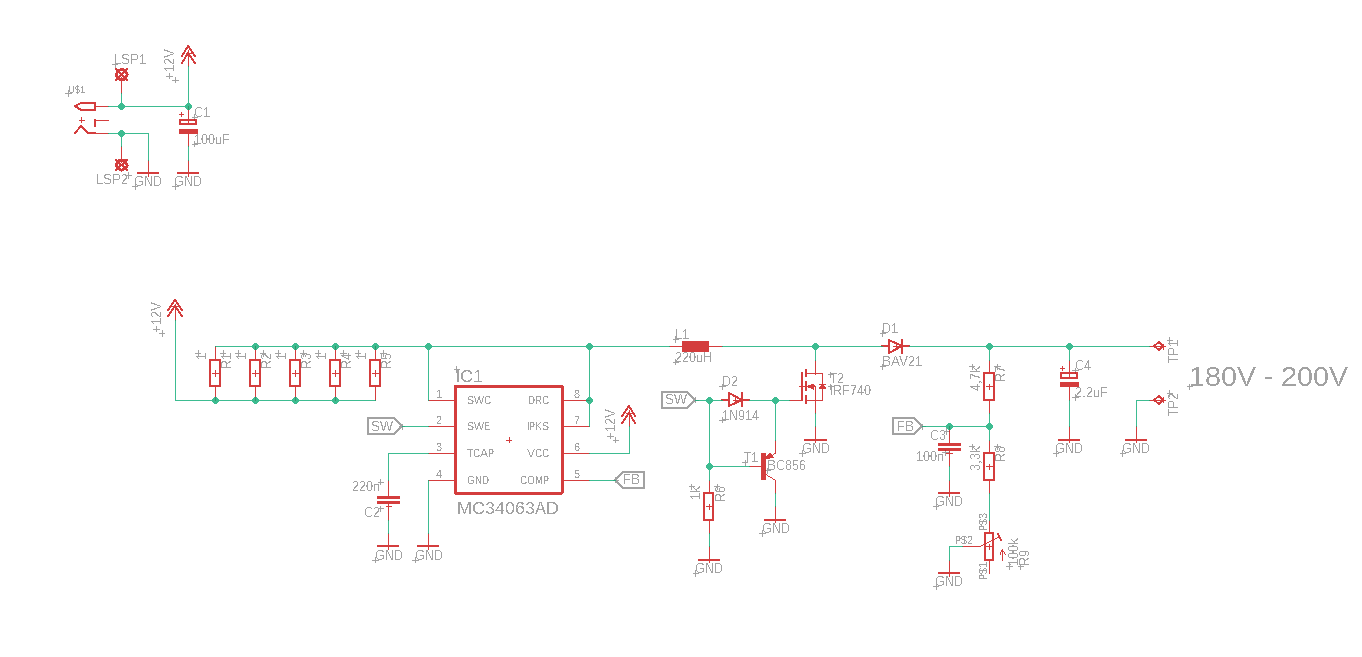 LSP1
+12V
U$1
C1
100uF
LSP2
GND
GND
+12V
1
R1
1
R2
1
R3
1
R4
1
R5
IC1
1
SWC
DRC
8
SW
2
SWE
IPKS
7
3
TCAP
VCC
6
+12V
4
GND
COMP
5
FB
MC34063AD
220n
C2
GND
GND
L1
220uH
SW
D2
1N914
T2
IRF740
GND
T1
BC856
1k
R6
GND
GND
D1
BAV21
4,7k
R7
FB
C3
100n
3,3k
GND
P$3
P$2
P$1
100k
R9
GND
C4
2.2uF
GND
TP1
TP2
GND
180V - 200V